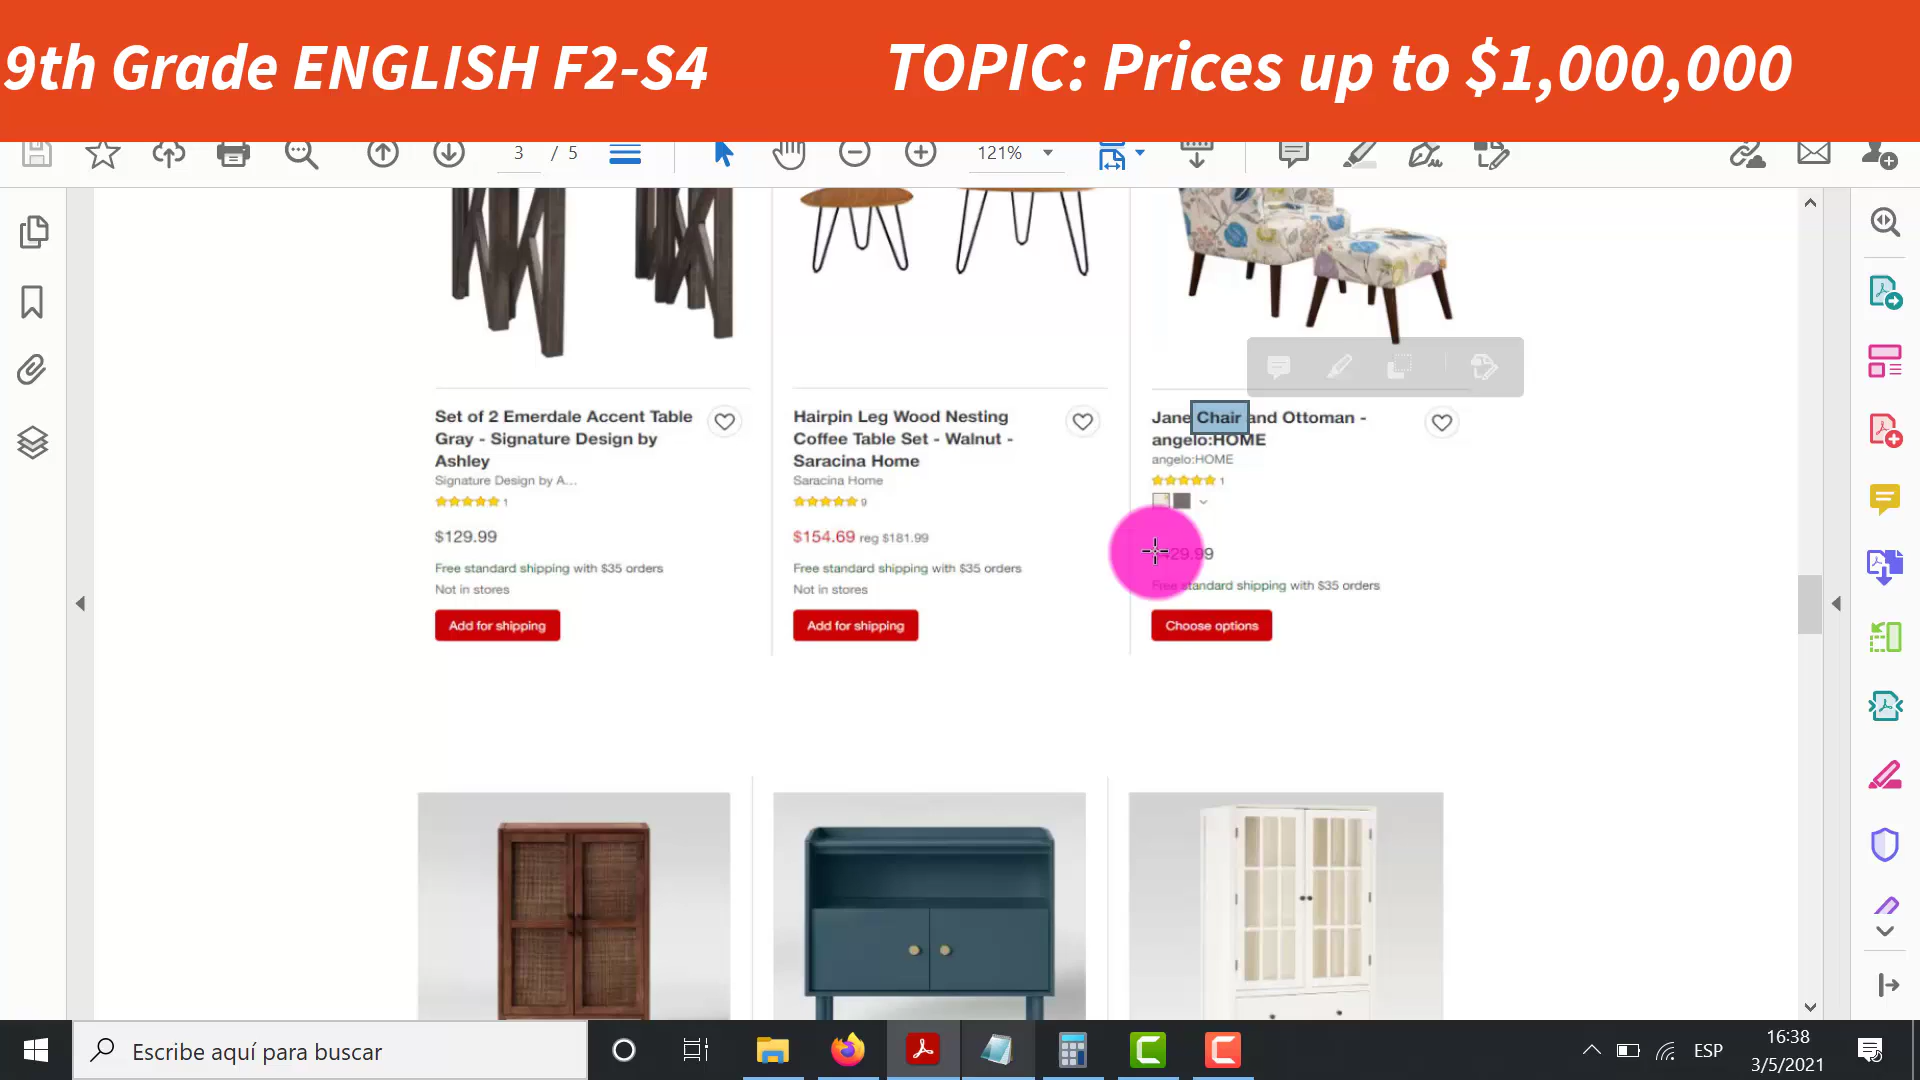 9th Grade ENGLISH F2-S4
TOPIC: Prices up to $1,000,000
3 / 5
121%
Set of 2 Emerdale Accent Table
Gray - Signature Design by
Ashley
Signature Design by A...
1
$129.99
Free standard shipping with $35 orders
Not in stores
Add for shipping
Hairpin Leg Wood Nesting
Coffee Table Set - Walnut -
Saracina Home
Saracina Home
9
$154.69 reg $181.99
Free standard shipping with $35 orders
Not in stores
Add for shipping
Jane Chair and Ottoman -
angelo:HOME
angelo:HOME
1
Free standard shipping with $35 orders
Choose options
Escribe aquí para buscar
ESP
16:38
3/5/2021